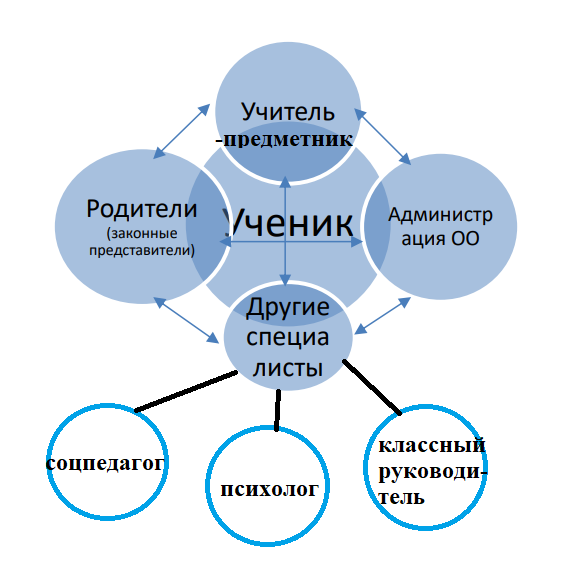 Учитель
-предметник
Родители
(законные
представители)
Ученик
Администр
ация ОО
Другие
специа
листы
соцпедагог
психолог
классный
руководи-
тель